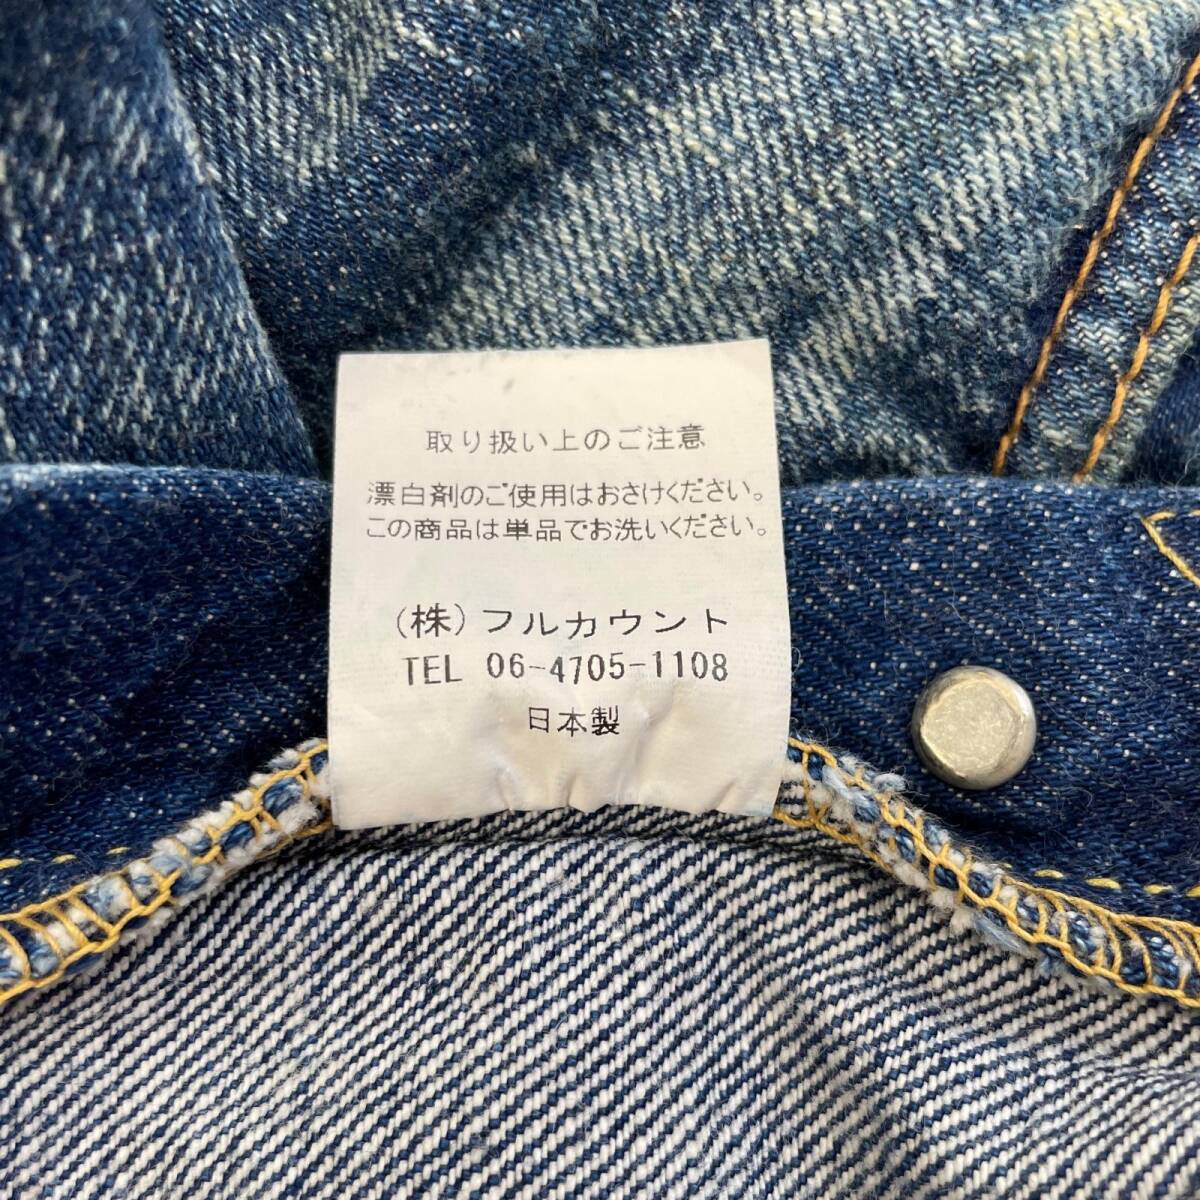 取り扱い上のご注意
漂白剤のご使用はおさけください。
この商品は単品でお洗いください。
(株)フルカウント
TEL 06-4705-1108
日本製